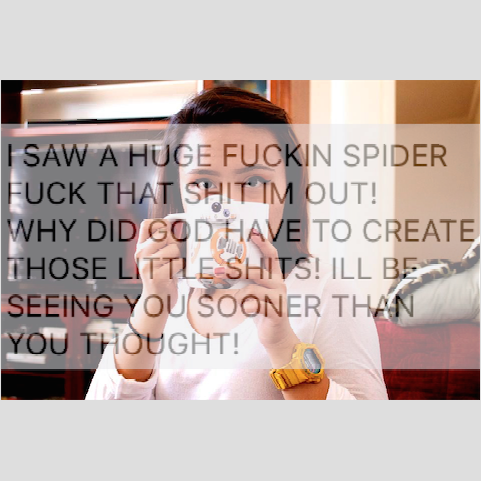 I SAW A HUGE FUCKIN SPIDER
FUCK THAT SHIT IM OUT!
WHY DID GOD HAVE TO CREATE
THOSE LITTLE SHITS! ILL BE
SEEING YOU SOONER THAN
YOU THOUGHT!